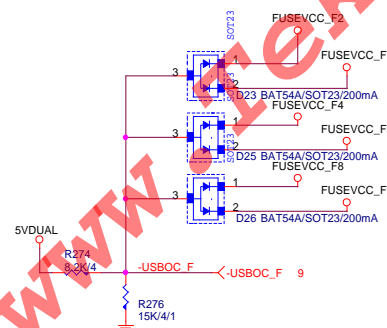 SOT23
FUSEVCC_F2
1
FUSEVCC_F
3
2
D23 BAT54A/SOT23/200mA
SOT23
FUSEVCC_F4
1
FUSEVCC_F
3
2
D25 BAT54A/SOT23/200mA
SOT23
FUSEVCC_F8
1
FUSEVCC_F
3
2
D26 BAT54A/SOT23/200mA
5VDUAL
R274
8.2K/4
-USBOC_F
-USBOC_F 9
R276
15K/4/1